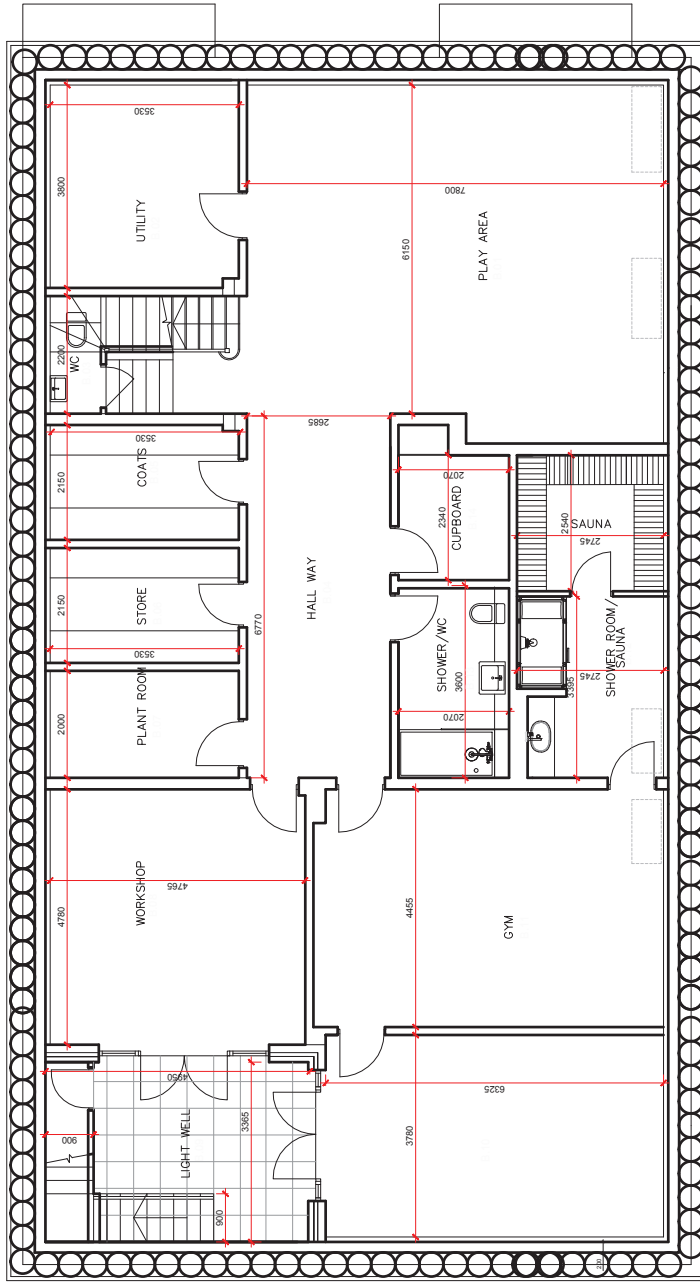 3530
3800
UTILITY
7800
6150
PLAY AREA
2200
WC
2685
3530
COATS
2150
2070
2340
CUPBOARD
2540
SAUNA
2745
HALL WAY
6770
2150
STORE
3530
SHOWER/WC
3600
2070
SHOWER ROOM/
SAUNA
2745
3395
PLANT ROOM
2000
WORKSHOP
4765
4780
4455
GYM
4950
3365
900
LIGHT WELL
900
6325
3780